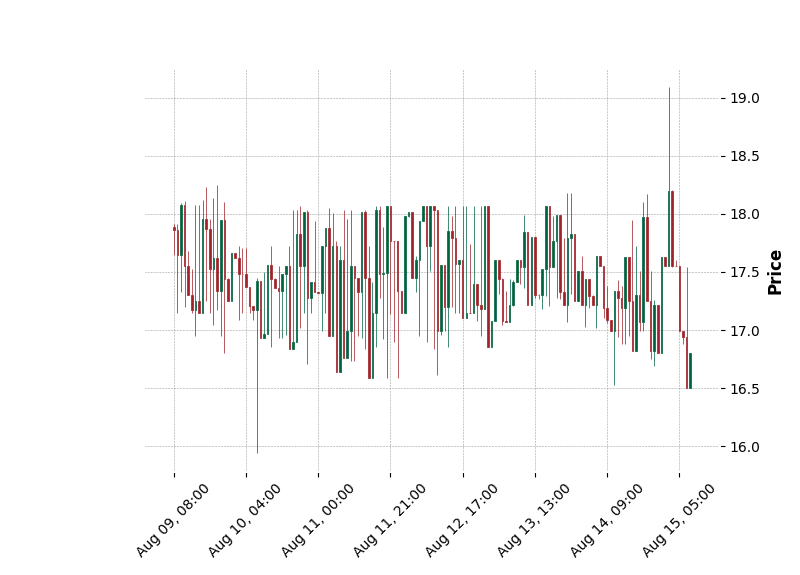 19.0
18.5
18.0
17.5
17.0
16.5
16.0
Price
Aug 09, 08:00
Aug 10, 04:00
Aug 11, 00:00
Aug 11, 21:00
Aug 12, 17:00
Aug 13, 13:00
Aug 14, 09:00
Aug 15, 05:00